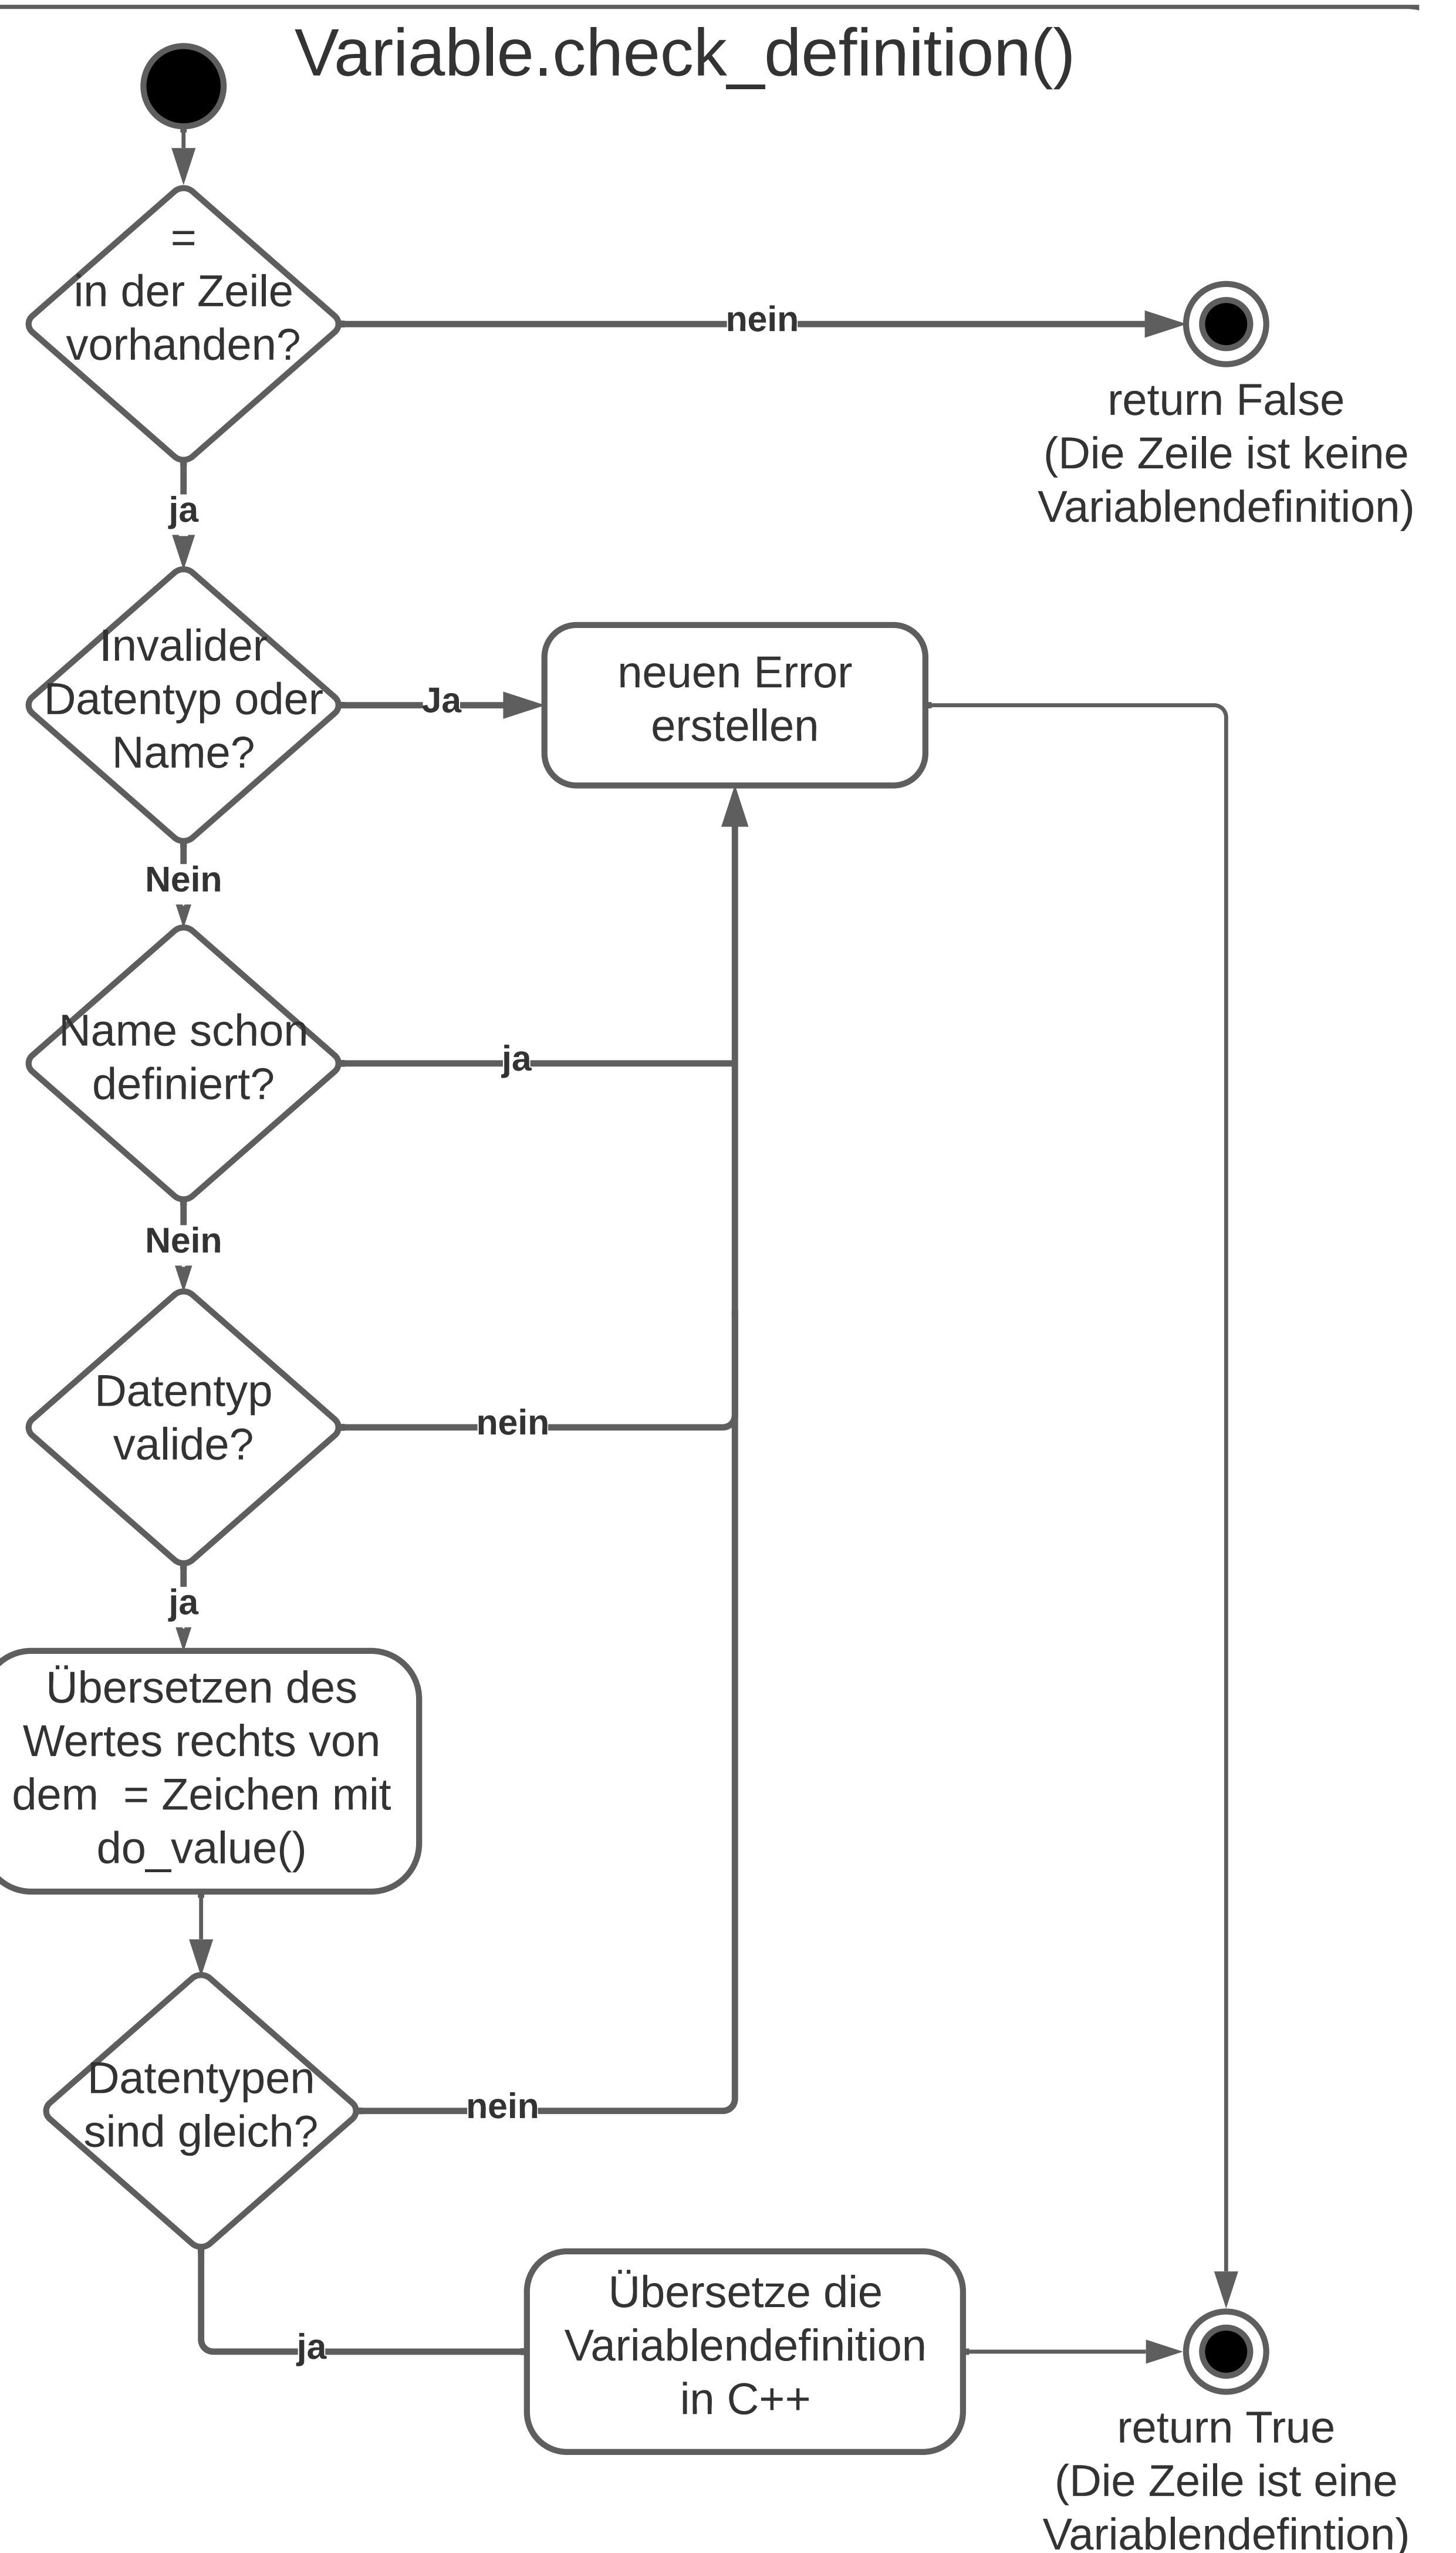 Variable.check_definition()
=
in der Zeile
vorhanden?
nein
return False
(Die Zeile ist keine
Variablendefinition)
ja
Invalider
Datentyp oder
Name?
Ja
neuen Error
erstellen
Nein
Name schon
definiert?
ja
Nein
Datentyp
valide?
nein
ja
Übersetzen des
Wertes rechts von
dem  = Zeichen mit
do_value()
Datentypen
sind gleich?
nein
ja
Übersetze die
Variablendefinition
in C++
return True
(Die Zeile ist eine
Variablendefintion)